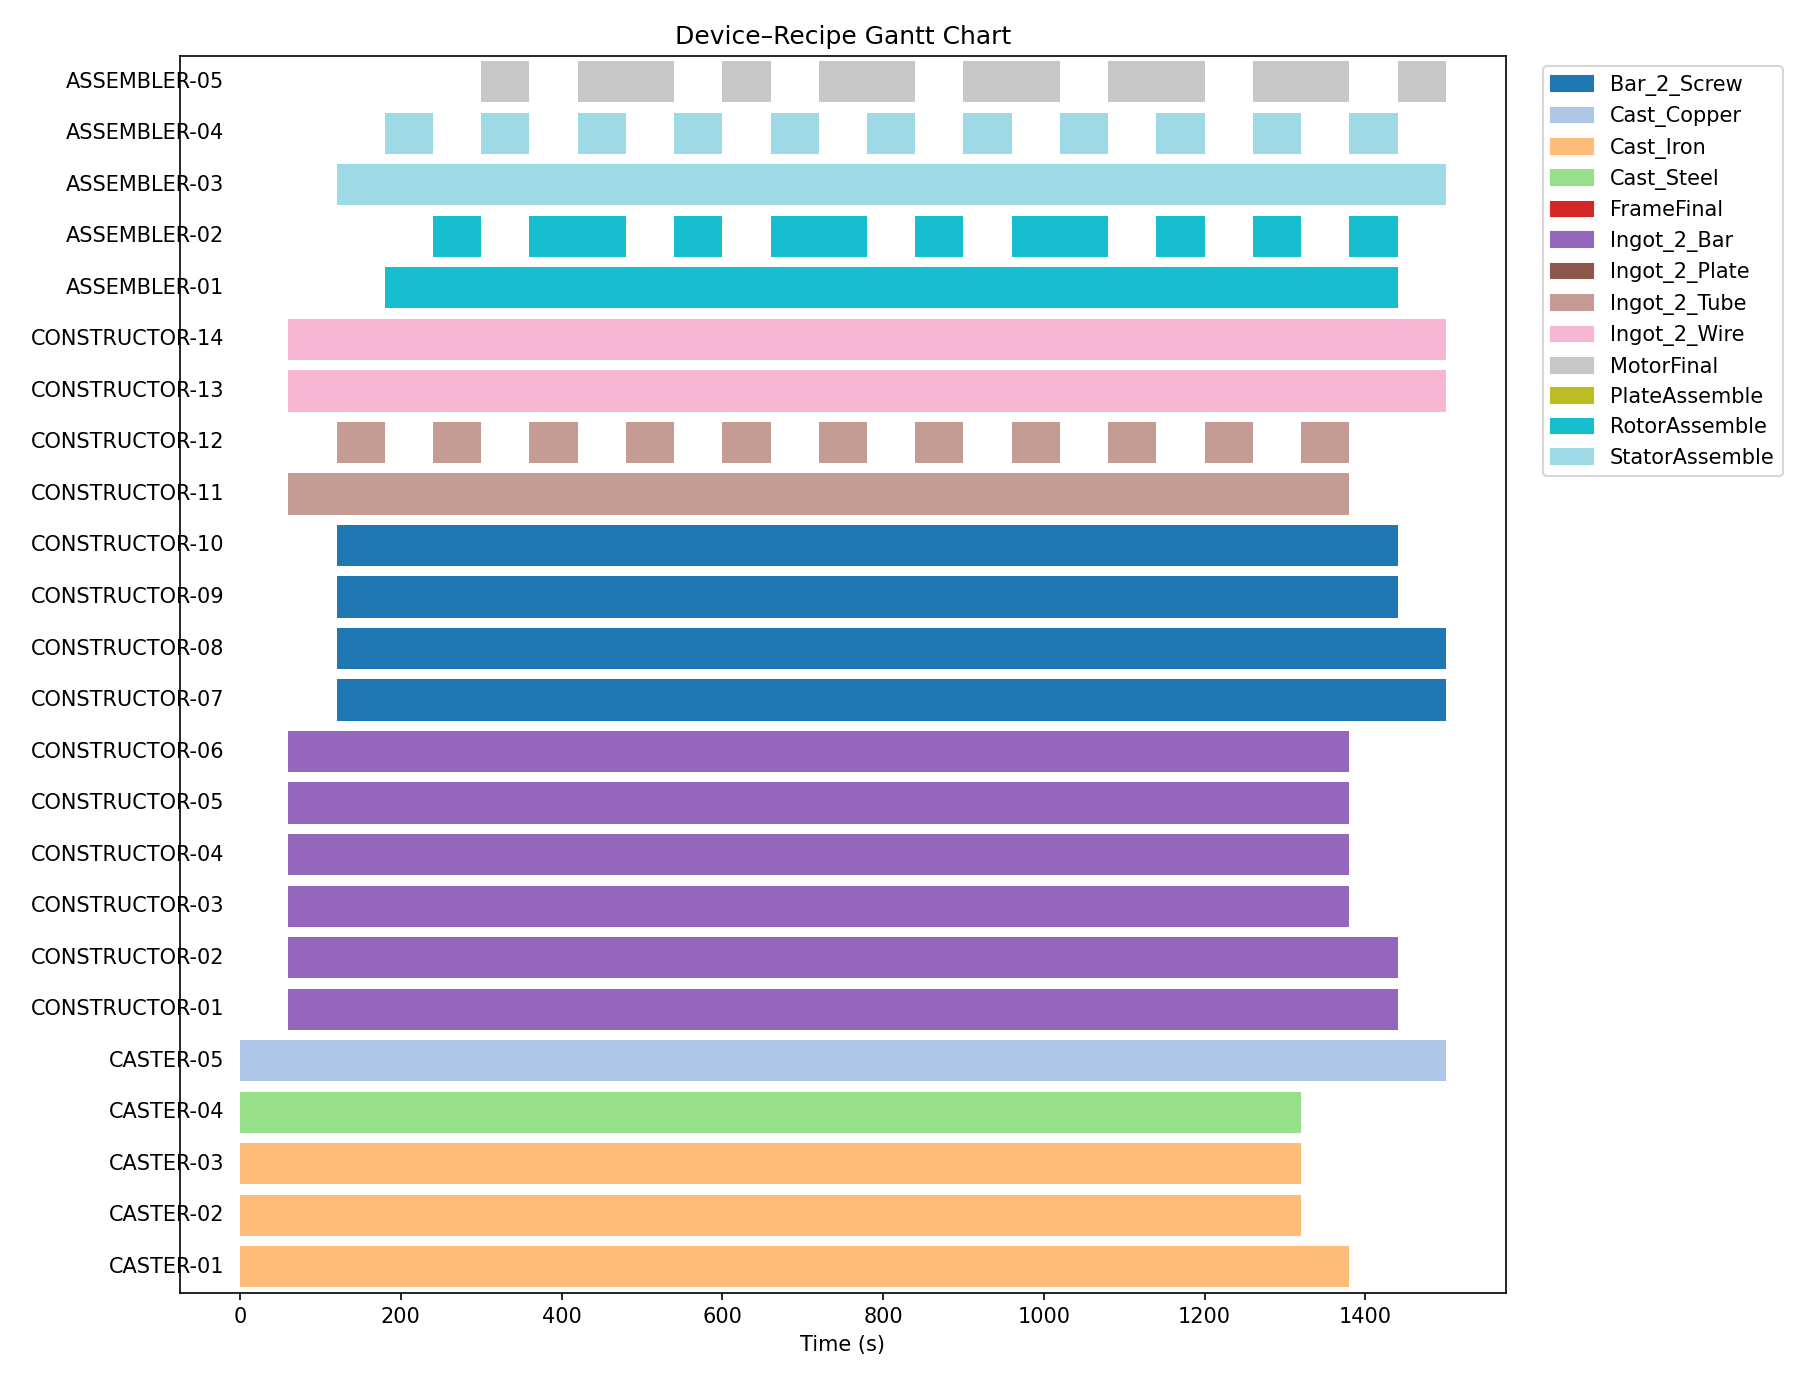 Device–Recipe Gantt Chart
ASSEMBLER-05
ASSEMBLER-04
ASSEMBLER-03
ASSEMBLER-02
ASSEMBLER-01
CONSTRUCTOR-14
CONSTRUCTOR-13
CONSTRUCTOR-12
CONSTRUCTOR-11
CONSTRUCTOR-10
CONSTRUCTOR-09
CONSTRUCTOR-08
CONSTRUCTOR-07
CONSTRUCTOR-06
CONSTRUCTOR-05
CONSTRUCTOR-04
CONSTRUCTOR-03
CONSTRUCTOR-02
CONSTRUCTOR-01
CASTER-05
CASTER-04
CASTER-03
CASTER-02
CASTER-01
0 200 400 600 800 1000 1200 1400
Time (s)
Bar_2_Screw
Cast_Copper
Cast_Iron
Cast_Steel
FrameFinal
Ingot_2_Bar
Ingot_2_Plate
Ingot_2_Tube
Ingot_2_Wire
MotorFinal
PlateAssemble
RotorAssemble
StatorAssemble